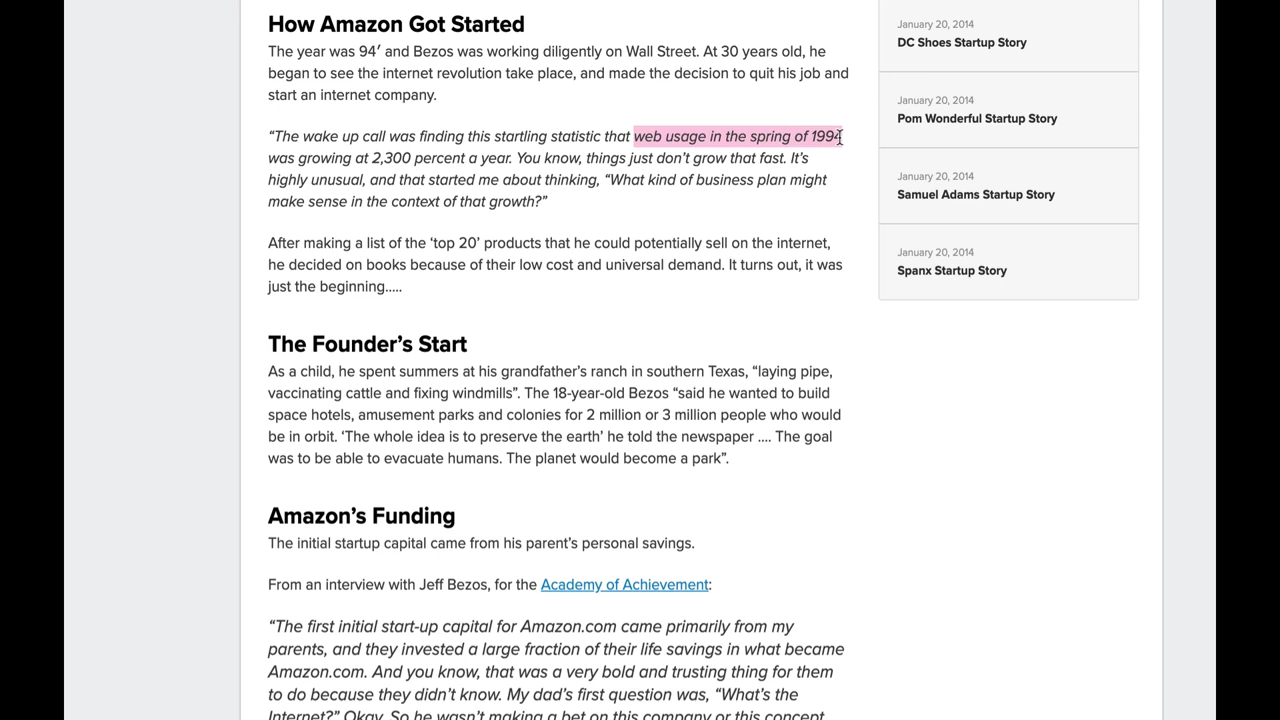 How Amazon Got Started
The year was 94′ and Bezos was working diligently on Wall Street. At 30 years old, he
began to see the internet revolution take place, and made the decision to quit his job and
start an internet company.
“The wake up call was finding this startling statistic that web usage in the spring of 1994
was growing at 2,300 percent a year. You know, things just don’t grow that fast. It’s
highly unusual, and that started me about thinking, “What kind of business plan might
make sense in the context of that growth?”
After making a list of the ‘top 20’ products that he could potentially sell on the internet,
he decided on books because of their low cost and universal demand. It turns out, it was
just the beginning…..
The Founder’s Start
As a child, he spent summers at his grandfather’s ranch in southern Texas, “laying pipe,
vaccinating cattle and fixing windmills”. The 18-year-old Bezos “said he wanted to build
space hotels, amusement parks and colonies for 2 million or 3 million people who would
be in orbit. ‘The whole idea is to preserve the earth’ he told the newspaper …. The goal
was to be able to evacuate humans. The planet would become a park”.
Amazon’s Funding
The initial startup capital came from his parent’s personal savings.
From an interview with Jeff Bezos, for the Academy of Achievement:
“The first initial start-up capital for Amazon.com came primarily from my
parents, and they invested a large fraction of their life savings in what became
Amazon.com. And you know, that was a very bold and trusting thing for them
to do because they didn’t know. My dad’s first question was, “What’s the
Internet?” Okay. So he wasn’t making a bet on this company or this concept.
January 20, 2014
DC Shoes Startup Story
January 20, 2014
Pom Wonderful Startup Story
January 20, 2014
Samuel Adams Startup Story
January 20, 2014
Spanx Startup Story